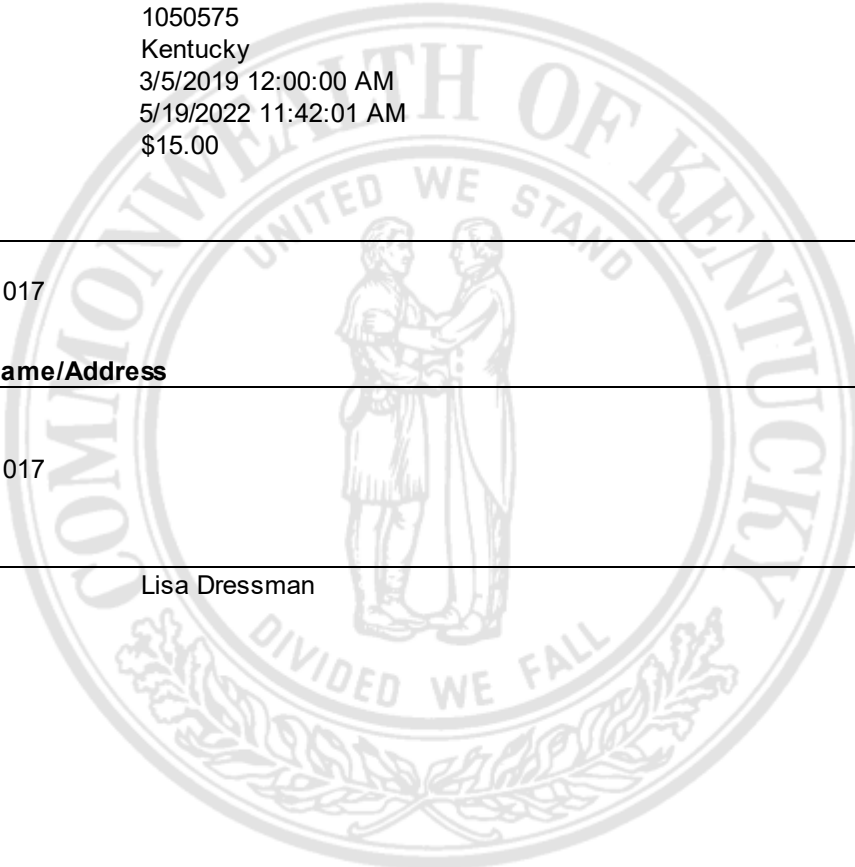 1050575
Kentucky
3/5/2019 12:00:00 AM
5/19/2022 11:42:01 AM
$15.00
017
ame/Address
017
Lisa Dressman
COMMONWEALTH OF KENTUCKY
UNITED WE STAND
DIVIDED WE FALL